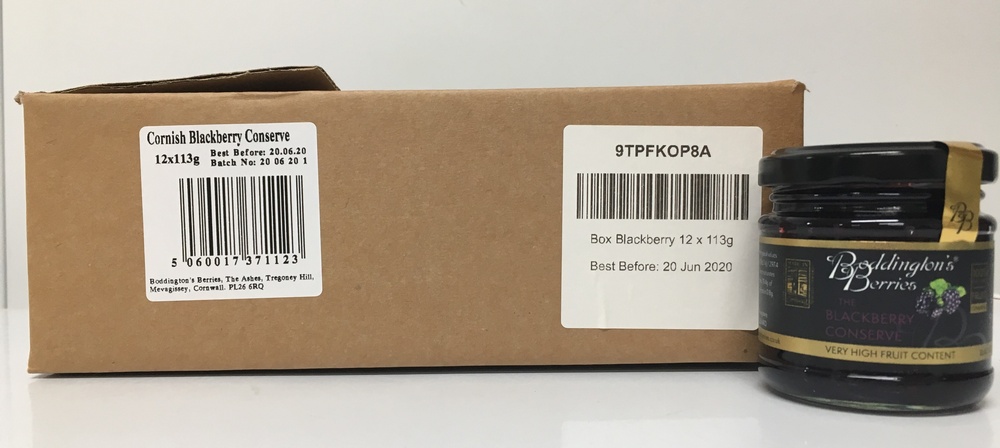 Cornish Blackberry Conserve
12x113g
Best Before: 20.06.20
Batch No: 20 06 20 1
5 060017 371123
Boddington's Berries, The Ashes, Tregoney Hill,
Mevagissey, Cornwall. PL26 6RQ
9TPFKOP8A
Box Blackberry 12 x 113g
Best Before: 20 Jun 2020
BB
Boddington's®
Berries
THE
BLACKBERRY
CONSERVE
VERY HIGH FRUIT CONTENT